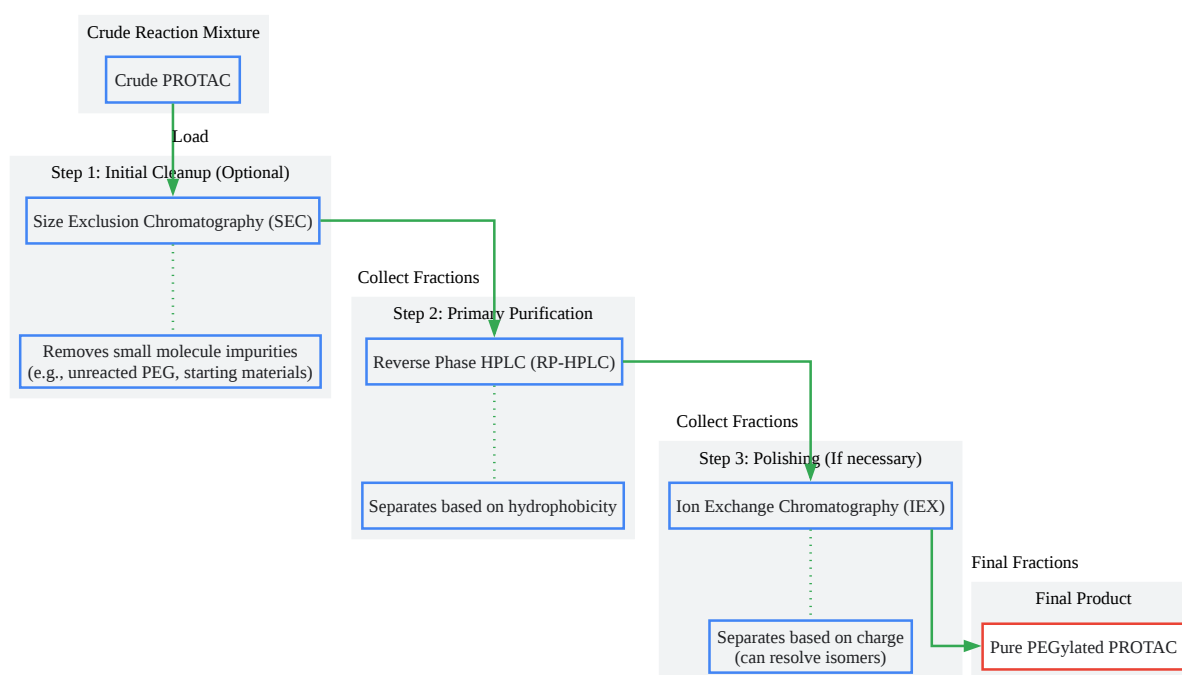 Crude Reaction Mixture
Crude PROTAC
Load
Step 1: Initial Cleanup (Optional)
Size Exclusion Chromatography (SEC)
Removes small molecule impurities
(e.g., unreacted PEG, starting materials)
Collect Fractions
Step 2: Primary Purification
Reverse Phase HPLC (RP-HPLC)
Separates based on hydrophobicity
Collect Fractions
Step 3: Polishing (If necessary)
Ion Exchange Chromatography (IEX)
Separates based on charge
(can resolve isomers)
Final Fractions
Final Product
Pure PEGylated PROTAC